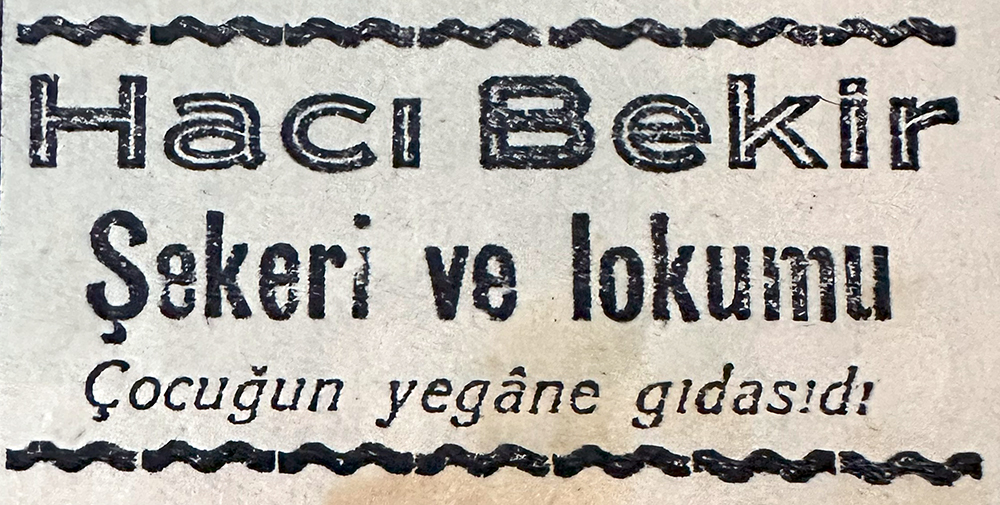 Hacı Bekir
Şekeri ve lokumu
Çocuğun yegâne gıdasıdı